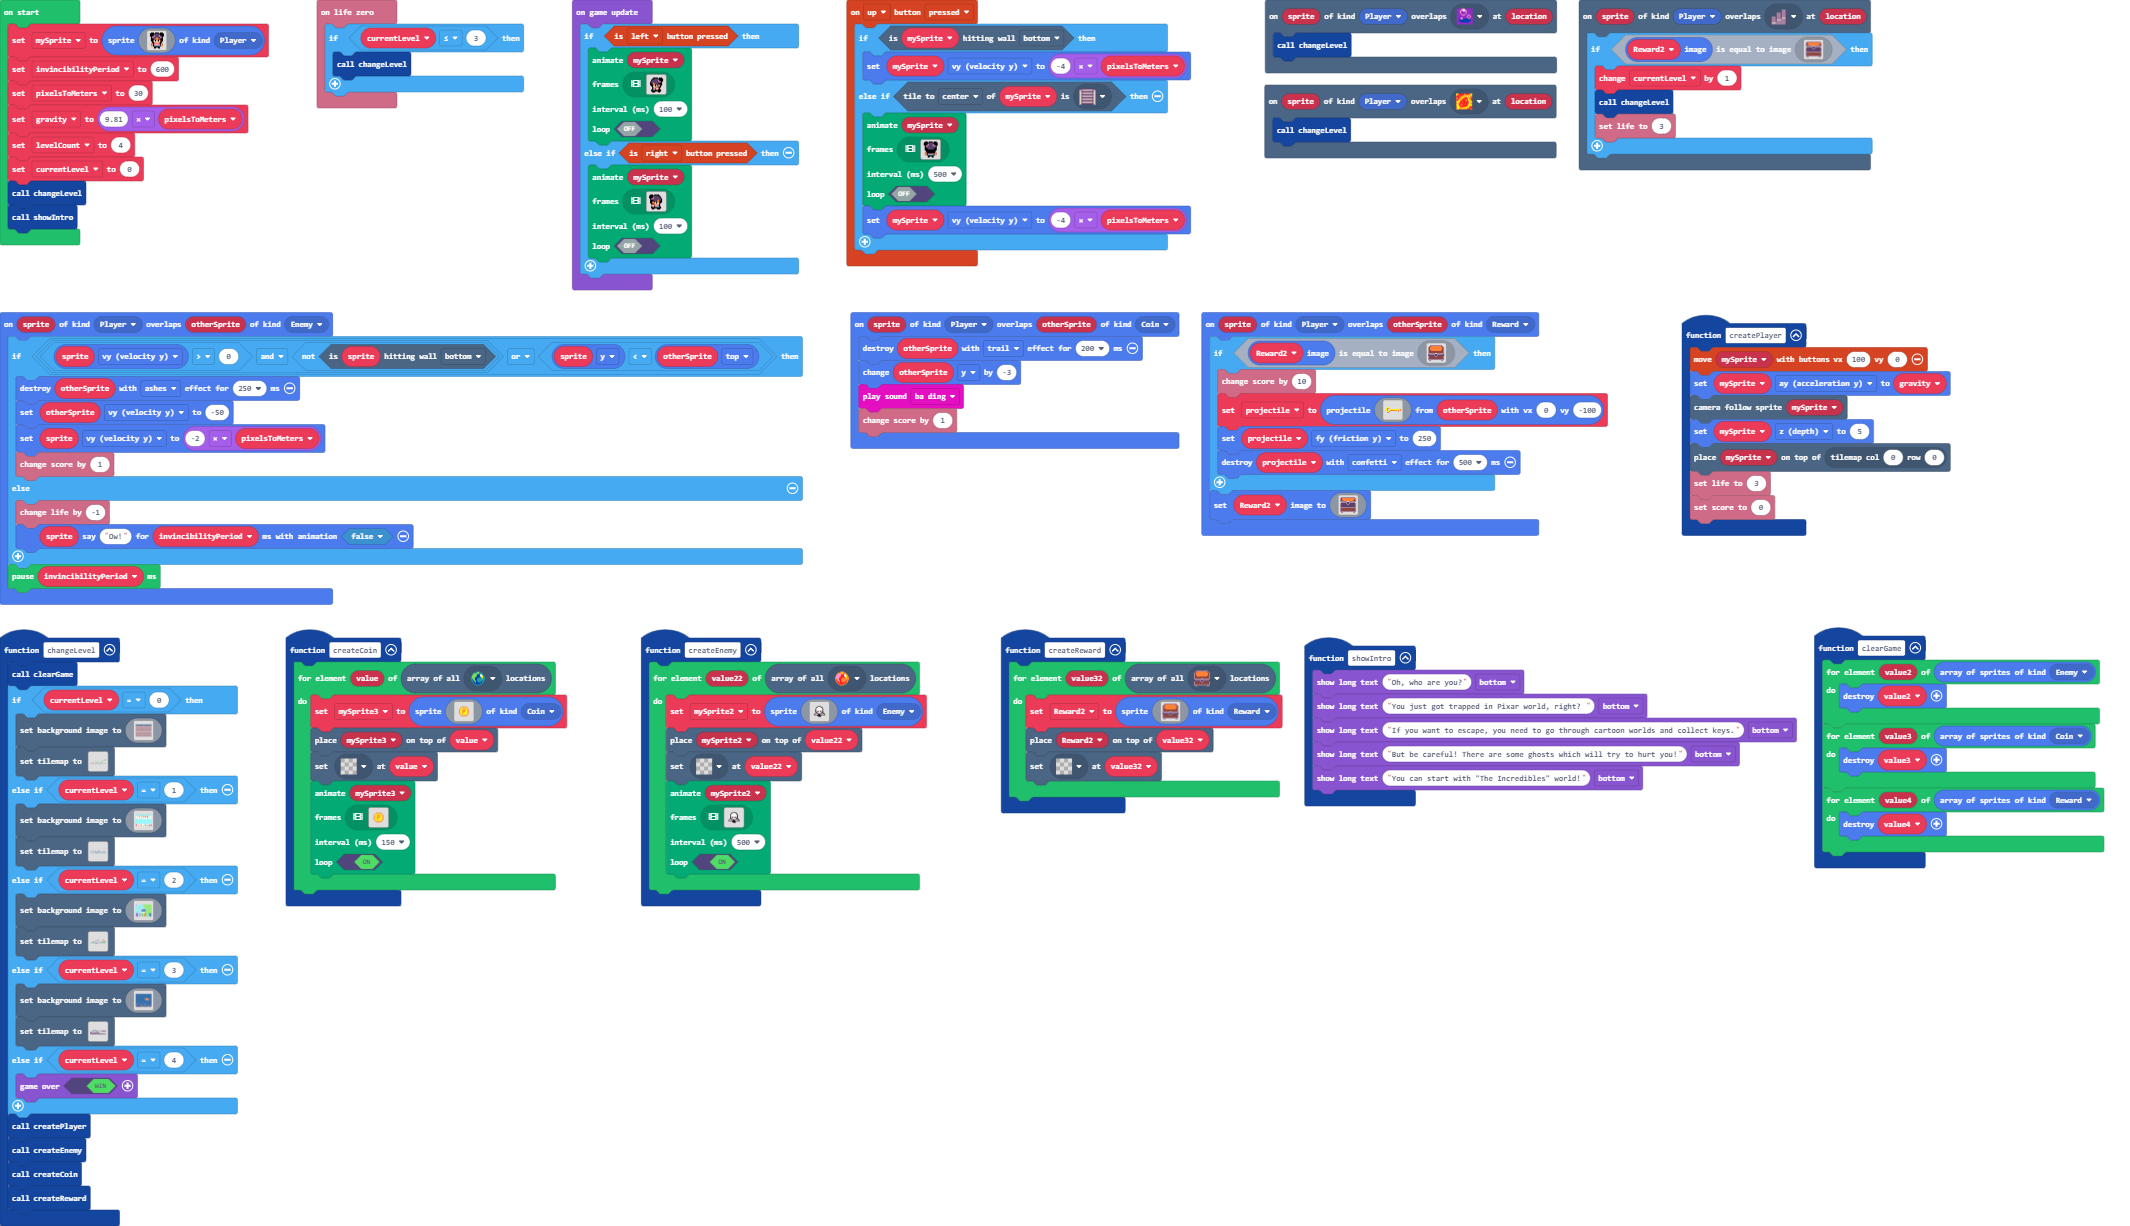 on start
set mySprite to sprite of kind Player
set invincibilityPeriod to 600
set pixelsToMeters to 30
set gravity to 9.81 × pixelsToMeters
set levelCount to 4
set currentLevel to 0
call changeLevel
call showIntro
on life zero
if currentLevel ≤ 3 then
call changeLevel
on game update
if is left button pressed then
animate mySprite
frames
interval (ms) 100
loop OFF
else if is right button pressed then
animate mySprite
frames
interval (ms) 100
loop OFF
on up button pressed
if is mySprite hitting wall bottom then
set mySprite vy (velocity y) to -4 × pixelsToMeters
else if tile to center of mySprite is then
animate mySprite
frames
interval (ms) 500
loop OFF
set mySprite vy (velocity y) to -4 × pixelsToMeters
on sprite of kind Player overlaps at location
call changeLevel
on sprite of kind Player overlaps at location
call changeLevel
on sprite of kind Player overlaps at location
if Reward2 image is equal to image then
change currentLevel by 1
call changeLevel
set life to 3
on sprite of kind Player overlaps otherSprite of kind Enemy
if sprite vy (velocity y) > 0 and not is sprite hitting wall bottom or sprite y < otherSprite top then
destroy otherSprite with ashes effect for 250 ms
set otherSprite vy (velocity y) to -50
set sprite vy (velocity y) to -2 × pixelsToMeters
change score by 1
else
change life by -1
sprite say "Ow!" for invincibilityPeriod ms with animation false
pause invincibilityPeriod ms
on sprite of kind Player overlaps otherSprite of kind Coin
destroy otherSprite with trail effect for 200 ms
change otherSprite y by -3
play sound ba ding
change score by 1
on sprite of kind Player overlaps otherSprite of kind Reward
if Reward2 image is equal to image then
change score by 10
set projectile to projectile from otherSprite with vx 0 vy -100
set projectile fy (friction y) to 250
destroy projectile with confetti effect for 500 ms
set Reward2 image to
function createPlayer
move mySprite with buttons vx 100 vy 0
set mySprite ay (acceleration y) to gravity
camera follow sprite mySprite
set mySprite z (depth) to 5
place mySprite on top of tilemap col 0 row 0
set life to 3
set score to 0
function changeLevel
call clearGame
if currentLevel = 0 then
set background image to
set tilemap to
else if currentLevel = 1 then
set background image to
set tilemap to
else if currentLevel = 2 then
set background image to
set tilemap to
else if currentLevel = 3 then
set background image to
set tilemap to
else if currentLevel = 4 then
game over WIN
call createPlayer
call createEnemy
call createCoin
call createReward
function createCoin
for element value of array of all locations
do
set mySprite3 to sprite of kind Coin
place mySprite3 on top of value
set at value
animate mySprite3
frames
interval (ms) 150
loop ON
function createEnemy
for element value22 of array of all locations
do
set mySprite2 to sprite of kind Enemy
place mySprite2 on top of value22
set at value22
animate mySprite2
frames
interval (ms) 500
loop ON
function createReward
for element value32 of array of all locations
do
set Reward2 to sprite of kind Reward
place Reward2 on top of value32
set at value32
function showIntro
show long text "Oh, who are you?" bottom
show long text "You just got trapped in Pixar world, right? " bottom
show long text "If you want to escape, you need to go through cartoon worlds and collect keys." bottom
show long text "But be careful! There are some ghosts which will try to hurt you!" bottom
show long text "You can start with "The Incredibles" world!" bottom
function clearGame
for element value2 of array of sprites of kind Enemy
do
destroy value2
for element value3 of array of sprites of kind Coin
do
destroy value3
for element value4 of array of sprites of kind Reward
do
destroy value4